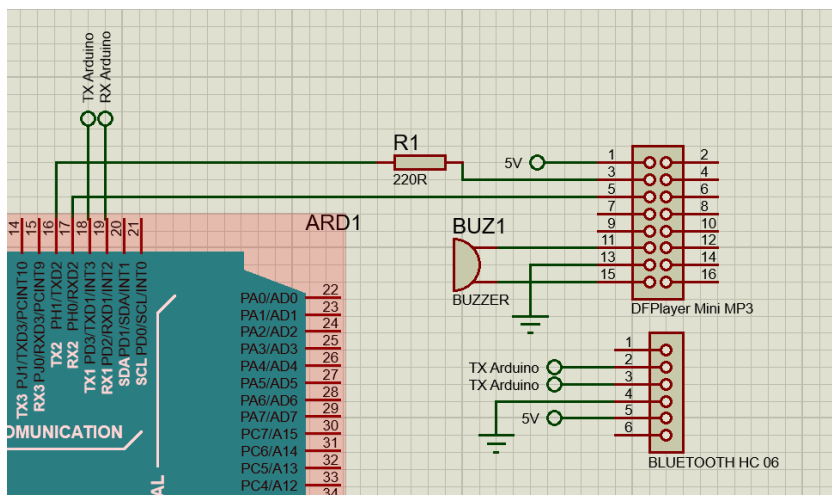 TX Arduino
RX Arduino
R1
220R
5V
1
2
3
4
5
6
7
8
9
10
11
12
13
14
15
16
DFPlayer Mini MP3
BUZ1
BUZZER
ARD1
14
15
16
17
18
19
20
21
TX3 PJ1/TXD3/PCINT10
RX3 PJ0/RXD3/PCINT9
TX2 PH1/TXD2
RX2 PH0/RXD2
TX1 PD3/TXD1/INT3
RX1 PD2/RXD1/INT2
SDA PD1/SDA/INT1
SCL PD0/SCL/INT0
OMUNICATION
AL
PA0/AD0 22
PA1/AD1 23
PA2/AD2 24
PA3/AD3 25
PA4/AD4 26
PA5/AD5 27
PA6/AD6 28
PA7/AD7 29
PC7/A15 30
PC6/A14 31
PC5/A13 32
PC4/A12 33
34
TX Arduino
TX Arduino
5V
1
2
3
4
5
6
BLUETOOTH HC 06